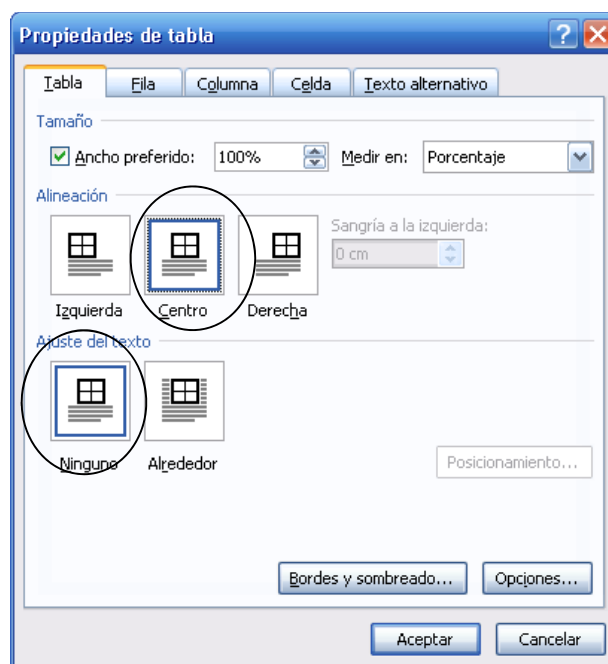 Propiedades de tabla
Tabla Fila Columna Celda Texto alternativo
Tamaño
Ancho preferido: 100% Medir en: Porcentaje
Alineación
Sangría a la izquierda:
0 cm
Izquierda Centro Derecha
Ajuste del texto
Ninguno Alrededor
Posicionamiento...
Bordes y sombreado... Opciones...
Aceptar Cancelar